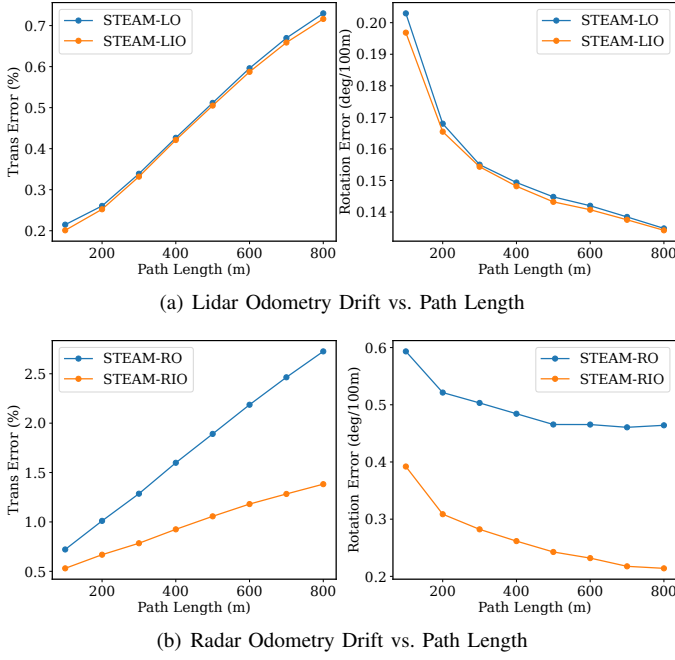 STEAM-LO
STEAM-LIO
0.7
0.6
0.5
0.4
0.3
0.2
Trans Error (%)
200 400 600 800
Path Length (m)
STEAM-LO
STEAM-LIO
0.20
0.19
0.18
0.17
0.16
0.15
0.14
Rotation Error (deg/100m)
200 400 600 800
Path Length (m)
(a) Lidar Odometry Drift vs. Path Length
STEAM-RO
STEAM-RIO
2.5
2.0
1.5
1.0
0.5
Trans Error (%)
200 400 600 800
Path Length (m)
STEAM-RO
STEAM-RIO
0.6
0.5
0.4
0.3
0.2
Rotation Error (deg/100m)
200 400 600 800
Path Length (m)
(b) Radar Odometry Drift vs. Path Length